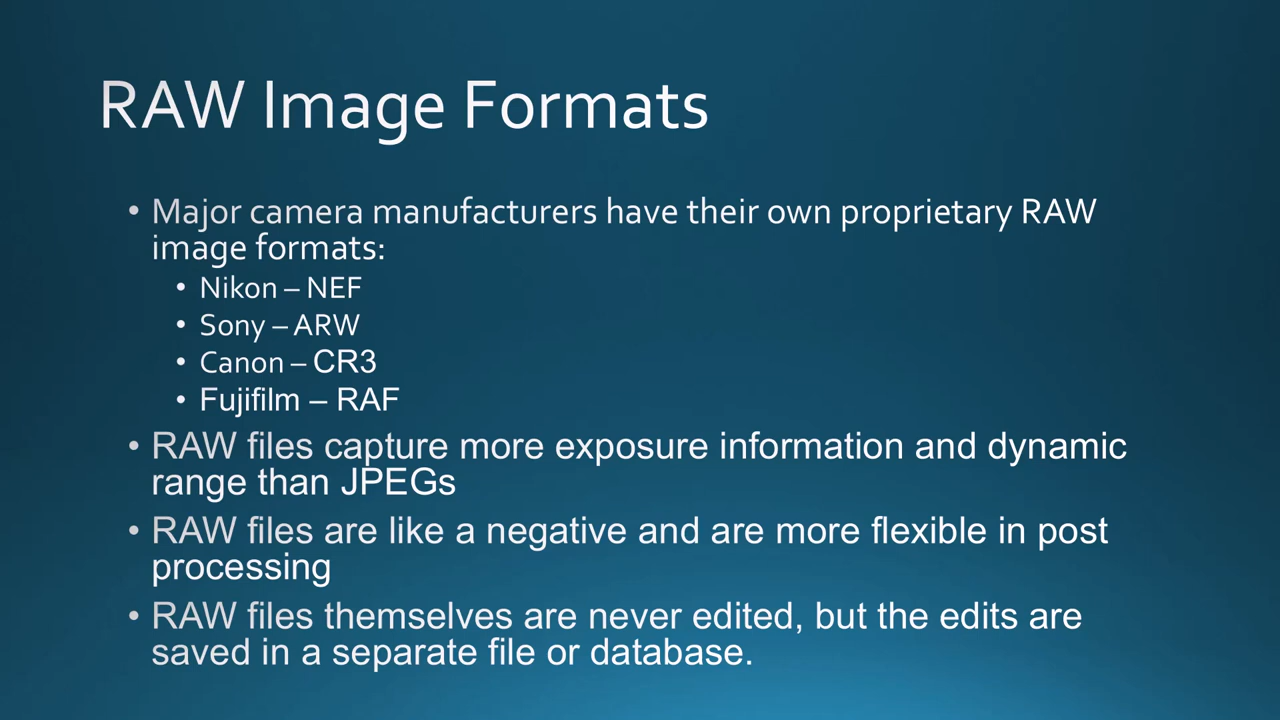 RAW Image Formats
• Major camera manufacturers have their own proprietary RAW
image formats:
• Nikon – NEF
• Sony – ARW
• Canon – CR3
• Fujifilm – RAF
• RAW files capture more exposure information and dynamic
range than JPEGs
• RAW files are like a negative and are more flexible in post
processing
• RAW files themselves are never edited, but the edits are
saved in a separate file or database.